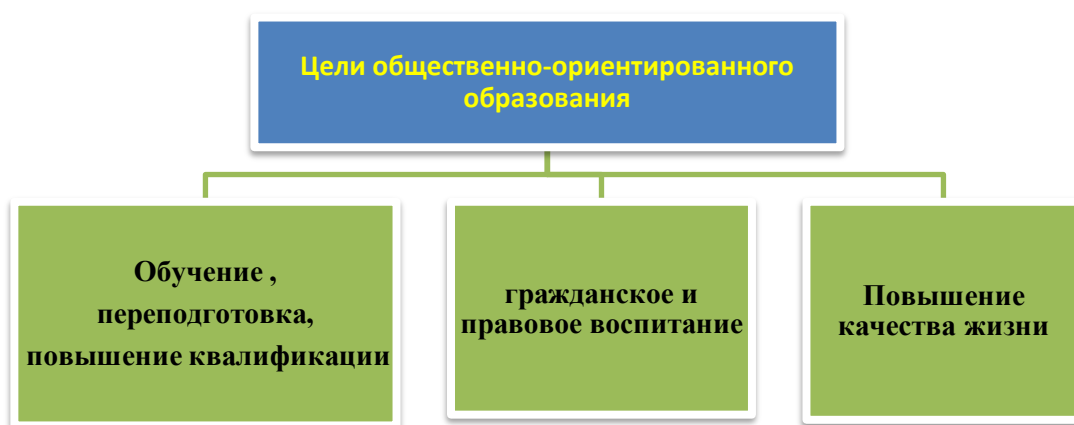 Цели общественно-ориентированного
образования
Обучение ,
переподготовка,
повышение квалификации
гражданское и
правовое воспитание
Повышение
качества жизни